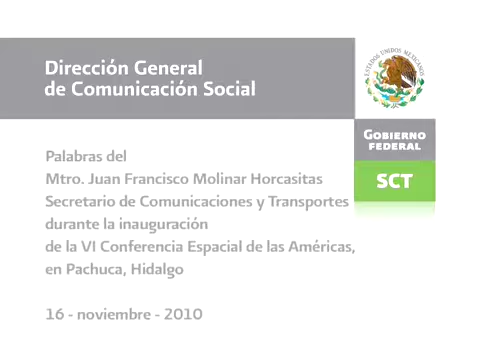 Dirección General
de Comunicación Social
ESTADOS UNIDOS MEXICANOS
GOBIERNO
FEDERAL
SCT
Palabras del
Mtro. Juan Francisco Molinar Horcasitas
Secretario de Comunicaciones y Transportes
durante la inauguración
de la VI Conferencia Espacial de las Américas,
en Pachuca, Hidalgo
16 - noviembre - 2010